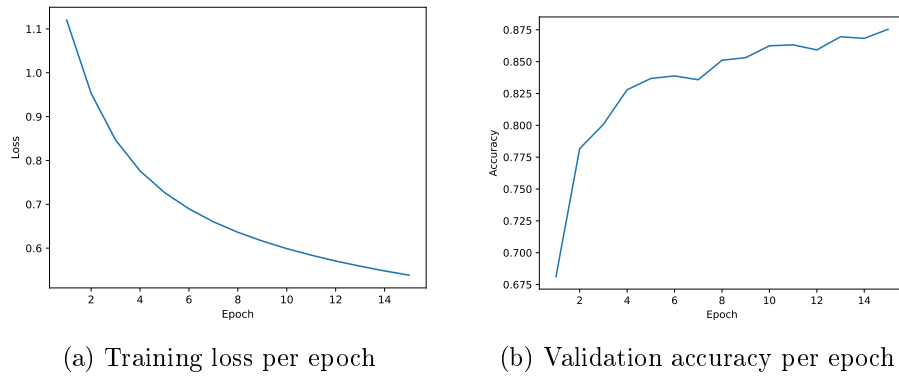 1.1
1.0
0.9
0.8
0.7
0.6
Loss
2 4 6 8 10 12 14
Epoch
(a) Training loss per epoch
0.875
0.850
0.825
0.800
0.775
0.750
0.725
0.700
0.675
Accuracy
2 4 6 8 10 12 14
Epoch
(b) Validation accuracy per epoch